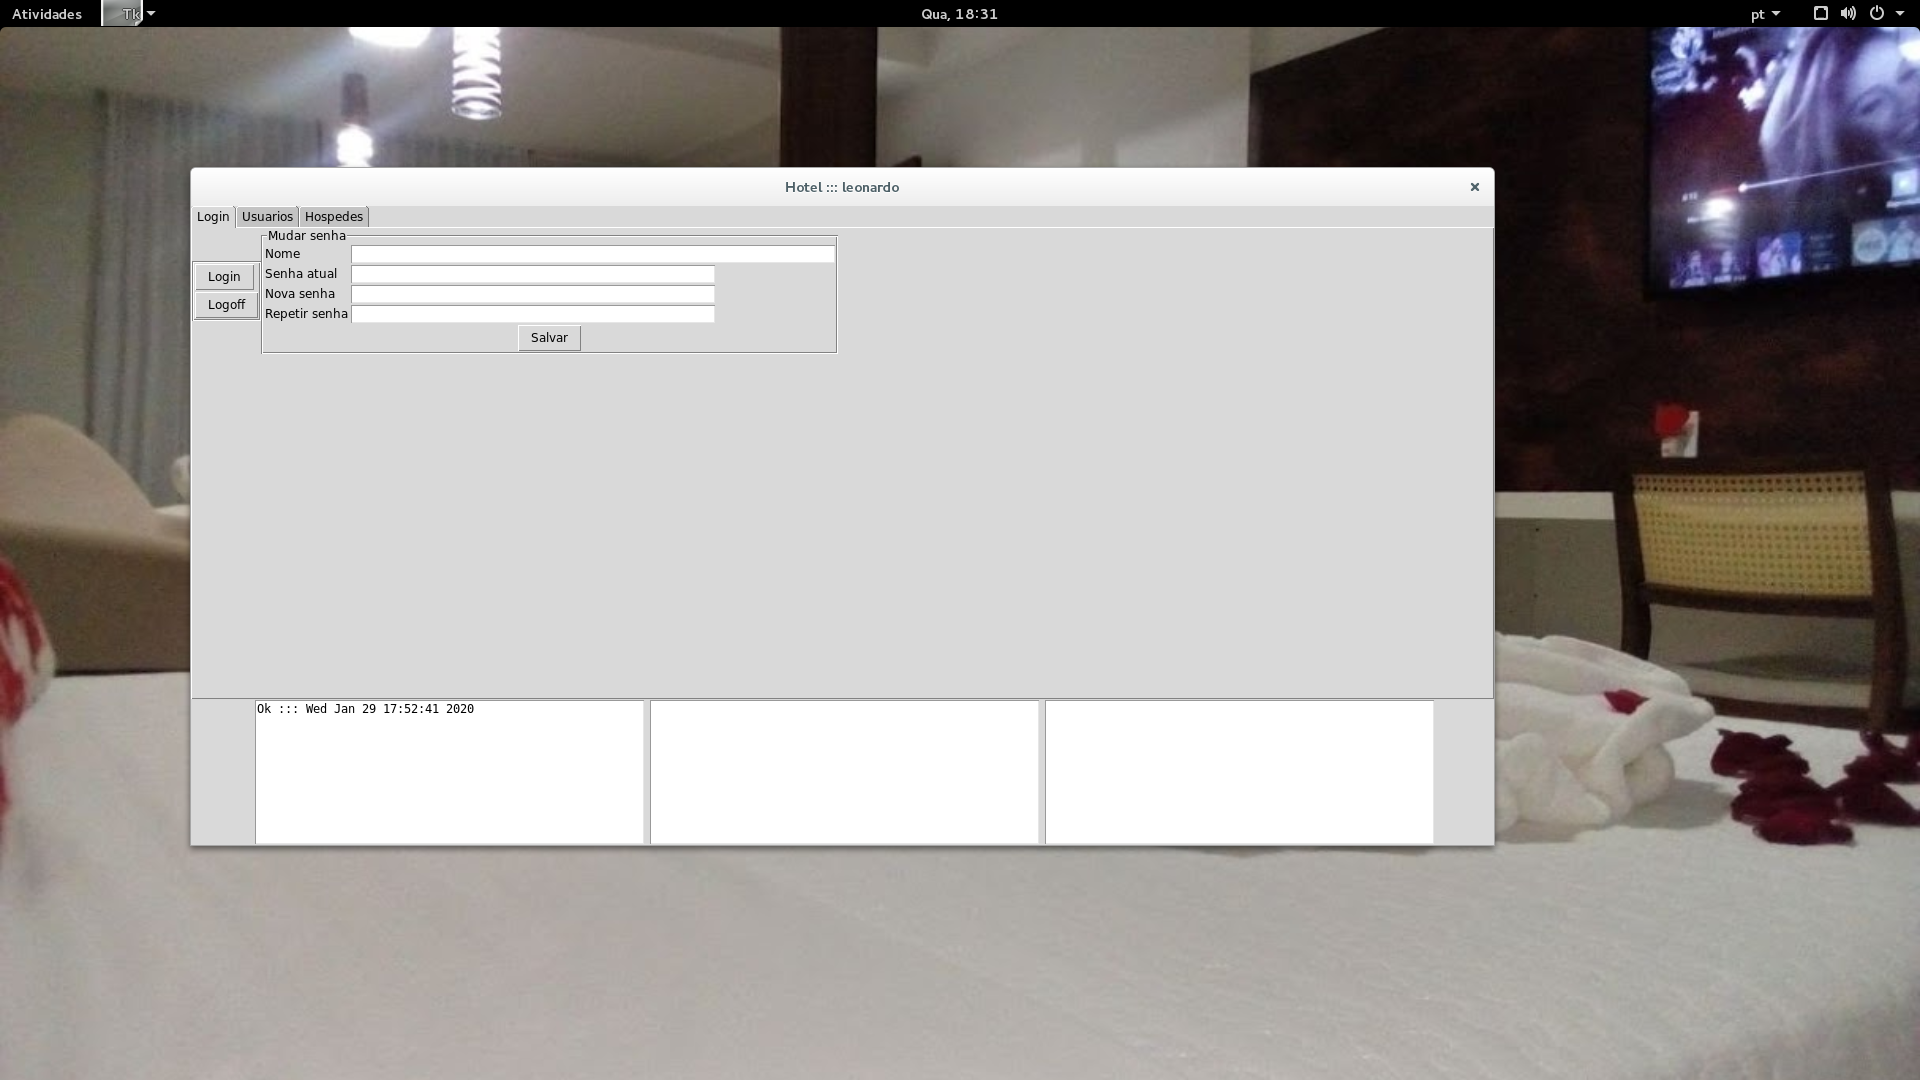 Atividades Tk Qua, 18:31 pt
Hotel ::: leonardo
Login Usuarios Hospedes
Mudar senha
Nome
Senha atual
Nova senha
Repetir senha
Salvar
Login
Logoff
Ok ::: Wed Jan 29 17:52:41 2020